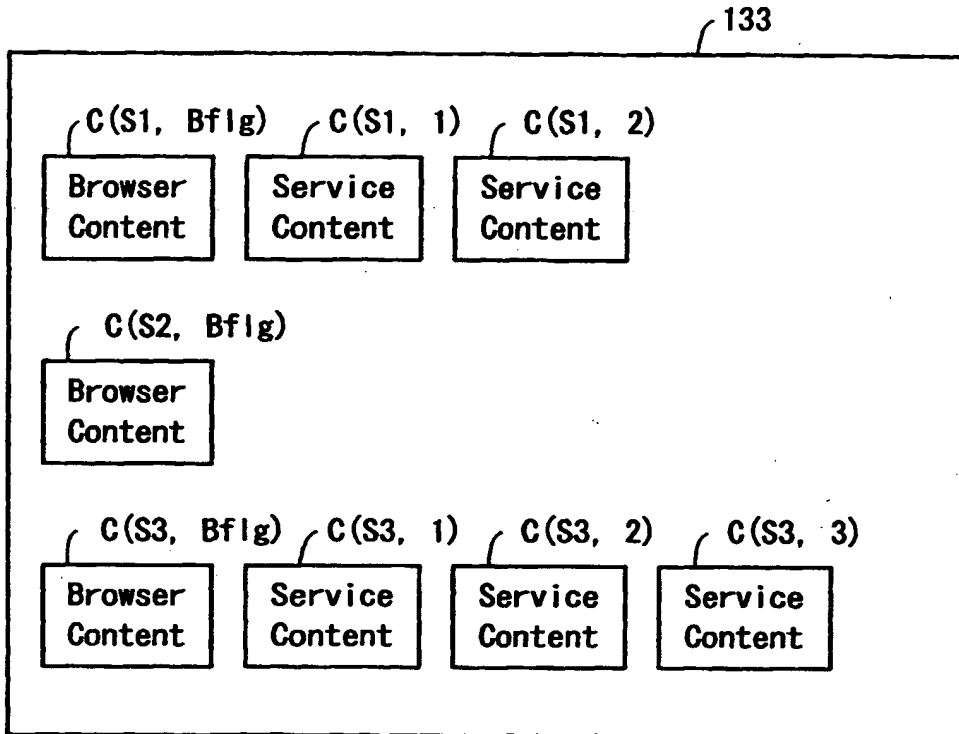 133
C(S1, Bflg) C(S1, 1) C(S1, 2)
Browser Service Service
Content Content Content
C(S2, Bflg)
Browser
Content
C(S3, Bflg) C(S3, 1) C(S3, 2) C(S3, 3)
Browser Service Service Service
Content Content Content Content